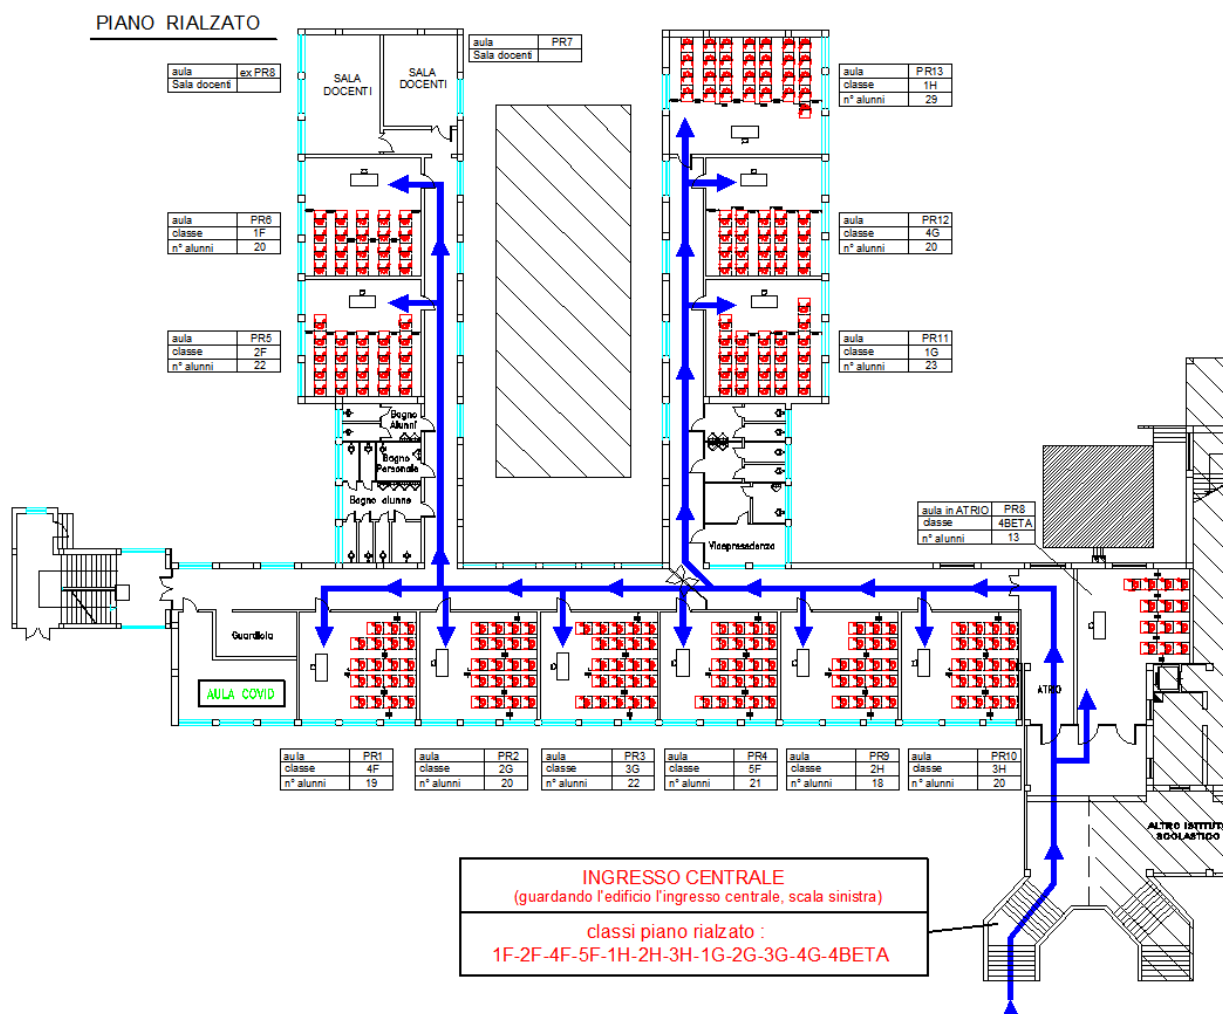 PIANO RIALZATO
aula ex PR8
Sala docenti
SALA
DOCENTI
SALA
DOCENTI
aula PR7
Sala docenti
aula PR13
classe 1H
n° alunni 29
aula PR6
classe 1F
n° alunni 20
aula PR12
classe 4G
n° alunni 20
aula PR5
classe 2F
n° alunni 22
aula PR11
classe 1G
n° alunni 23
Bagno
Alunni
Bagno
Personale
Bagno alunne
Vicepresedenza
aula in ATRIO PR8
classe 4BETA
n° alunni 13
Guardiola
AULA COVID
ATRIO
aula PR1
classe 4F
n° alunni 19
aula PR2
classe 2G
n° alunni 20
aula PR3
classe 3G
n° alunni 22
aula PR4
classe 5F
n° alunni 21
aula PR9
classe 2H
n° alunni 18
aula PR10
classe 3H
n° alunni 20
ALTRO ISTITUT
SCOLASTICO
INGRESSO CENTRALE
(guardando l'edificio l'ingresso centrale, scala sinistra)
classi piano rialzato :
1F-2F-4F-5F-1H-2H-3H-1G-2G-3G-4G-4BETA